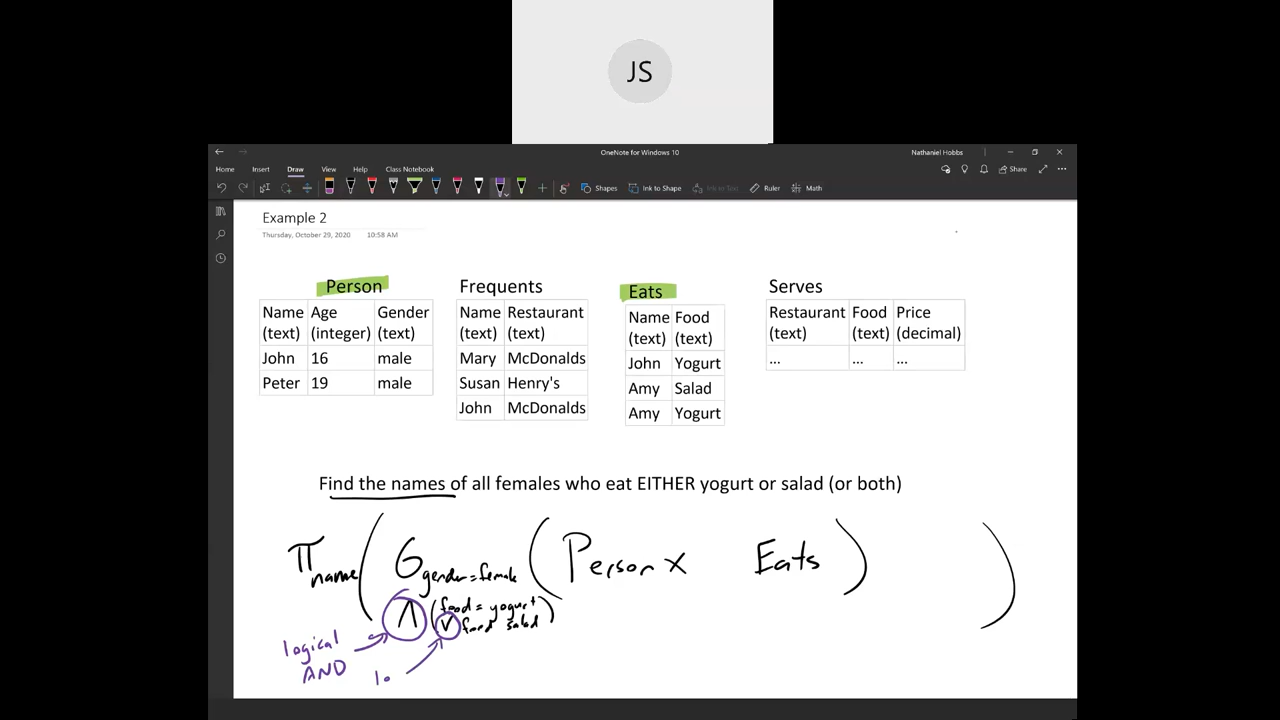 JS
OneNote for Windows 10
Nathaniel Hobbs
Home Insert Draw View Help Class Notebook
Share
Shapes Ink to Shape Ink to Text Ruler Math
Example 2
Thursday, October 29, 2020 10:58 AM
Person
Name (text) Age (integer) Gender (text)
John 16 male
Peter 19 male
Frequents
Name (text) Restaurant (text)
Mary McDonalds
Susan Henry's
John McDonalds
Eats
Name (text) Food (text)
John Yogurt
Amy Salad
Amy Yogurt
Serves
Restaurant (text) Food (text) Price (decimal)
... ... ...
Find the names of all females who eat EITHER yogurt or salad (or both)
π name ( σ gender = female ( Person x Eats ) )
∧ ( food = yogurt
∨ food salad )
logical
AND
lo